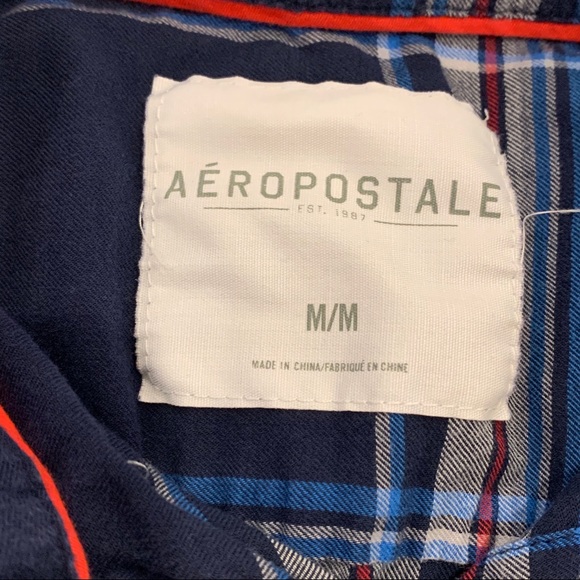 AÉROPOSTALE
EST. 1987
M/M
MADE IN CHINA/FABRIQUÉ EN CHINE